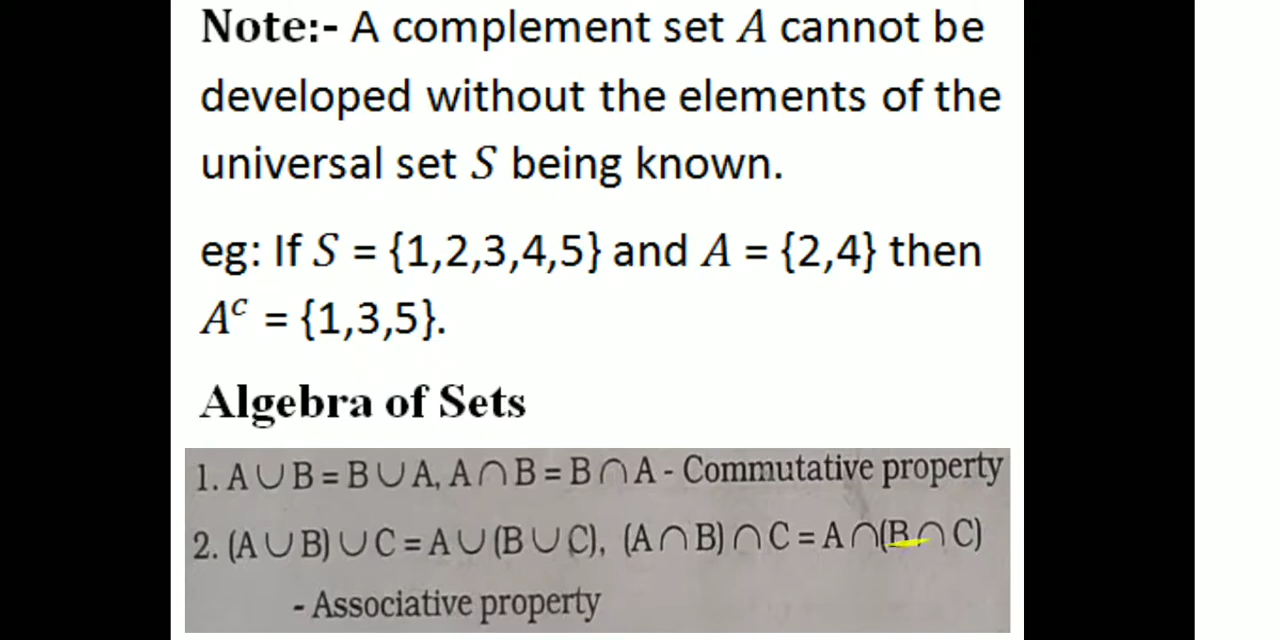 Note:- A complement set A cannot be
developed without the elements of the
universal set S being known.
eg: If S = {1,2,3,4,5} and A = {2,4} then
Aᶜ = {1,3,5}.
Algebra of Sets
1. A∪B = B∪A, A∩B = B∩A - Commutative property
2. (A∪B)∪C = A∪(B∪C), (A∩B)∩C = A∩(B∩C)
- Associative property